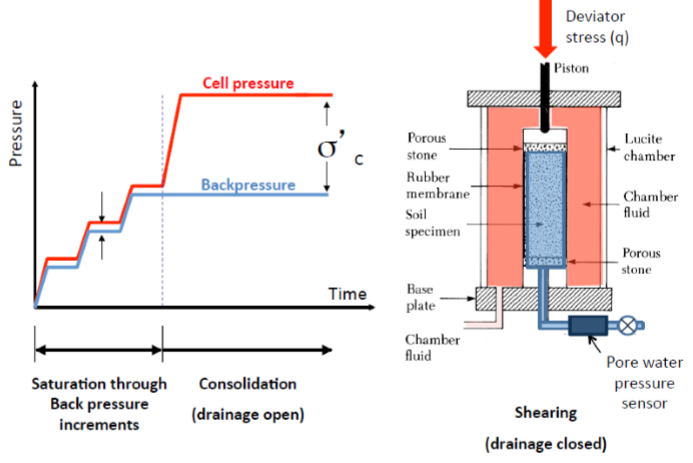 Pressure
Cell pressure
σ'c
Backpressure
Time
Saturation through
Back pressure
increments
Consolidation
(drainage open)
Deviator
stress (q)
Piston
Porous
stone
Rubber
membrane
Soil
specimen
Base
plate
Chamber
fluid
Lucite
chamber
Chamber
fluid
Porous
stone
Pore water
pressure
sensor
Shearing
(drainage closed)